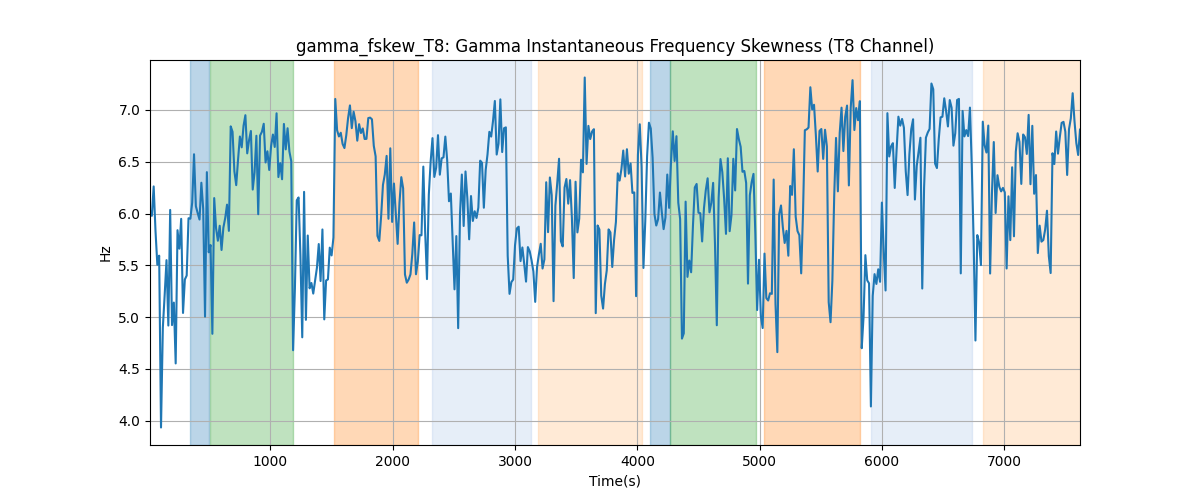 gamma_fskew_T8: Gamma Instantaneous Frequency Skewness (T8 Channel)
7.0
6.5
6.0
5.5
5.0
4.5
4.0
Hz
1000 2000 3000 4000 5000 6000 7000
Time(s)